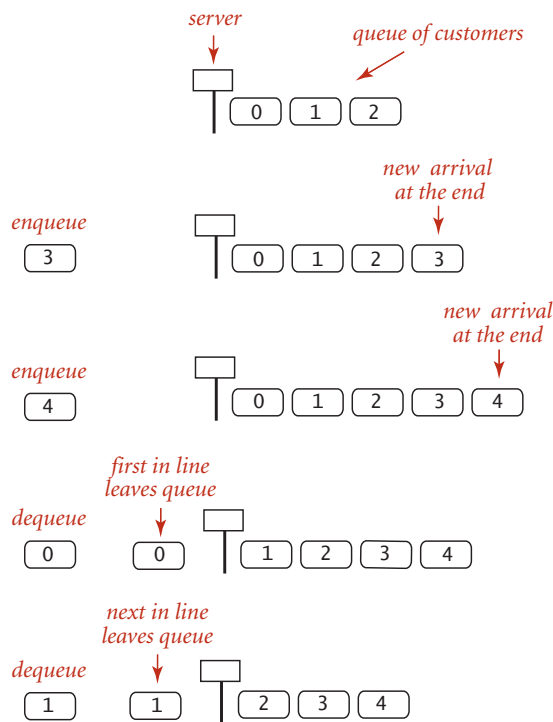 server
queue of customers
0 1 2
new arrival
at the end
enqueue
3
0 1 2 3
new arrival
at the end
enqueue
4
0 1 2 3 4
first in line
leaves queue
dequeue
0
0
1 2 3 4
next in line
leaves queue
dequeue
1
1
2 3 4